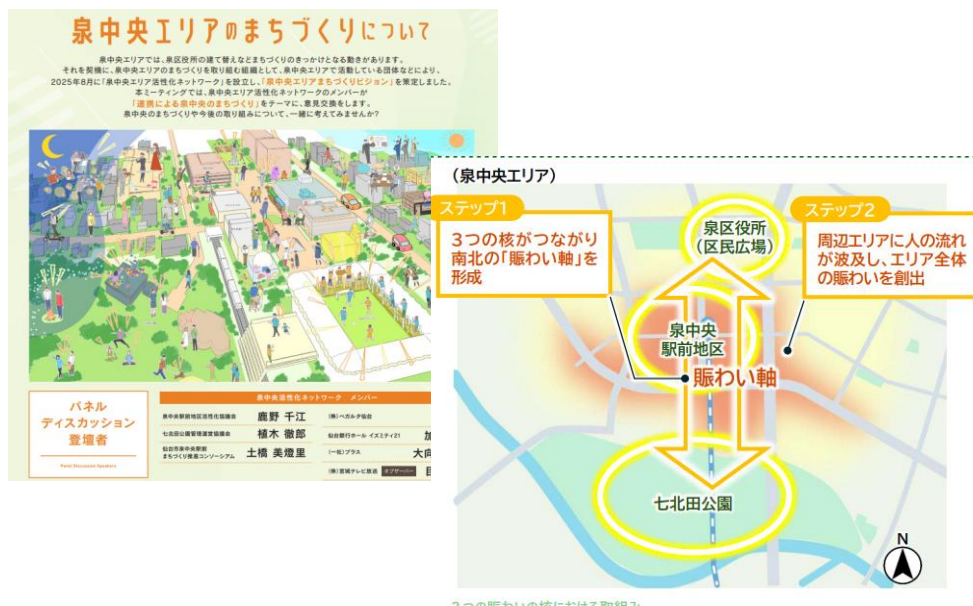 泉中央エリアのまちづくりについて
泉中央エリアでは、泉区役所の建て替えなどまちづくりのきっかけとなる動きがあります。
それを契機に、泉中央エリアのまちづくりを取り組む組織として、泉中央エリアで活動している団体などにより、
2025年8月に「泉中央エリア活性化ネットワーク」を設立し、「泉中央エリアまちづくりビジョン」を策定しました。
本ミーティングでは、泉中央エリア活性化ネットワークのメンバーが
「連携による泉中央のまちづくり」をテーマに、意見交換をします。
泉中央のまちづくりや今後の取り組みについて、一緒に考えてみませんか?
パネル
ディスカッション
登壇者
Panel Discussion Speakers
泉中央活性化ネットワーク メンバー
泉中央駅前地区活性化協議会 鹿野 千江
七北田公園管理運営協議会 植木 徹郎
仙台市泉中央駅前
まちづくり推進コンソーシアム 土橋 美燈里
(株)ベガルタ仙台
仙台銀行ホール イズミティ21
(一社)プラス 大向
(株)宮城テレビ放送 オブザーバー
(泉中央エリア)
ステップ1
3つの核がつながり
南北の「賑わい軸」を
形成
泉区役所
(区民広場)
ステップ2
周辺エリアに人の流れ
が波及し、エリア全体
の賑わいを創出
泉中央
駅前地区
賑わい軸
七北田公園
N